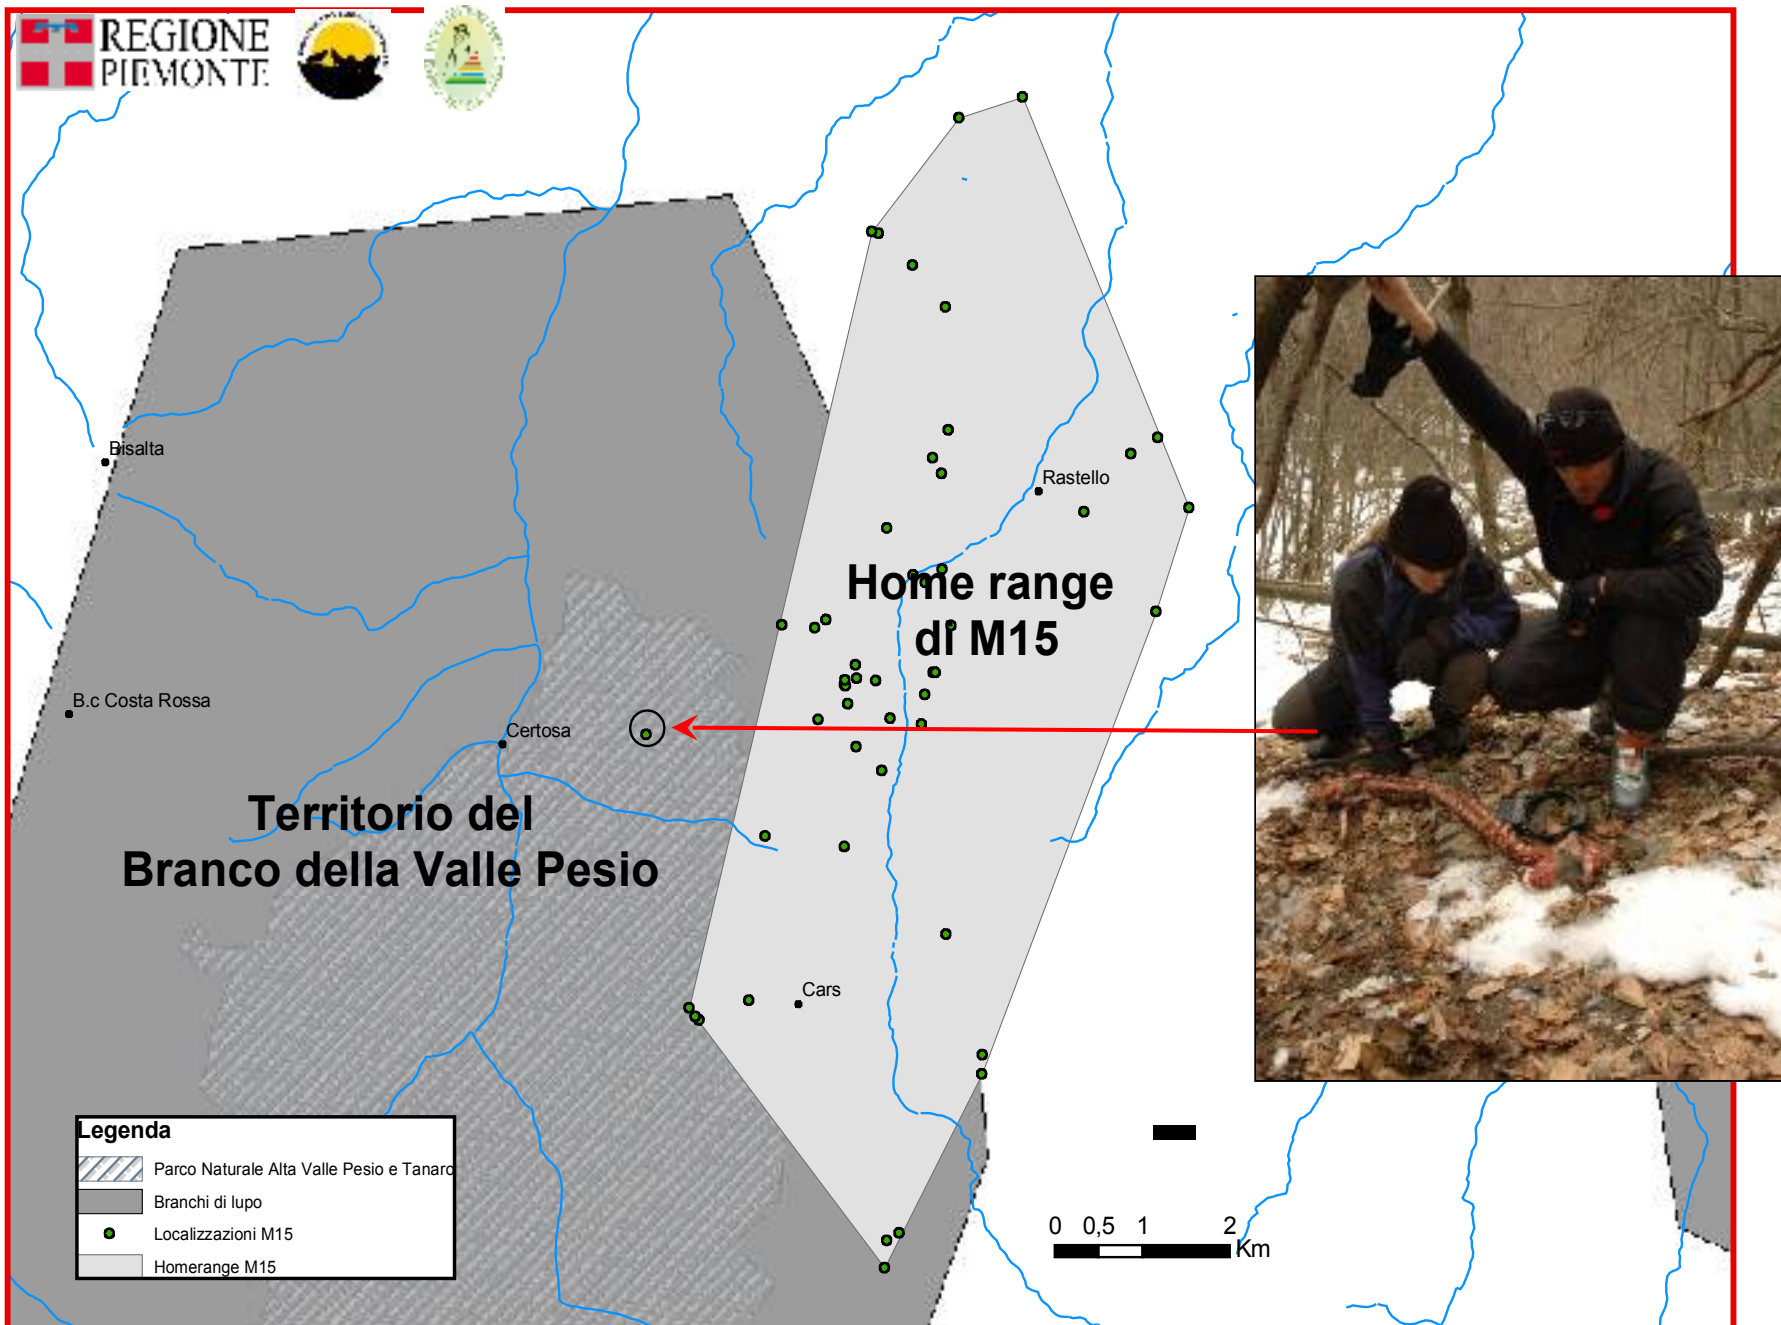 REGIONE
PIEMONTE
Bisalta
Rastello
Home range
di M15
B.c Costa Rossa
Certosa
Territorio del
Branco della Valle Pesio
Cars
Legenda
Parco Naturale Alta Valle Pesio e Tanaro
Branchi di lupo
Localizzazioni M15
Homerange M15
0 0,5 1 2
Km